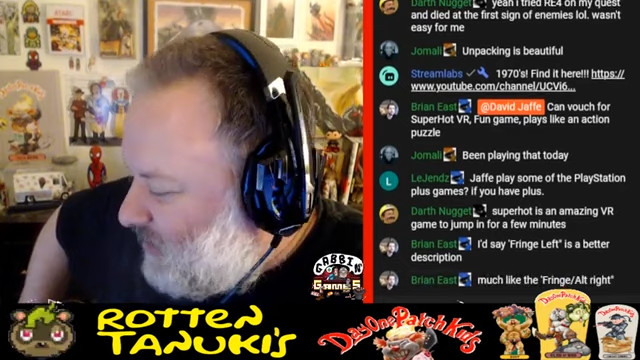 Darth Nugget yeah I tried RE4 on my quest
and died at the first sign of enemies lol. wasn't
easy for me
Jomali Unpacking is beautiful
Streamlabs 1970's! Find it here!!! https://
www.youtube.com/channel/UCVi6...
Brian East @David Jaffe Can vouch for
SuperHot VR, Fun game, plays like an action
puzzle
Jomali Been playing that today
L LeJendz Jaffe play some of the PlayStation
plus games? if you have plus.
Darth Nugget superhot is an amazing VR
game to jump in for a few minutes
Brian East I'd say 'Fringe Left" is a better
description
Brian East much like the "Fringe/Alt right"
ATARI
GABBIN
GAMES
ROTTEN
TANUKI'S
DayOnePatchKids